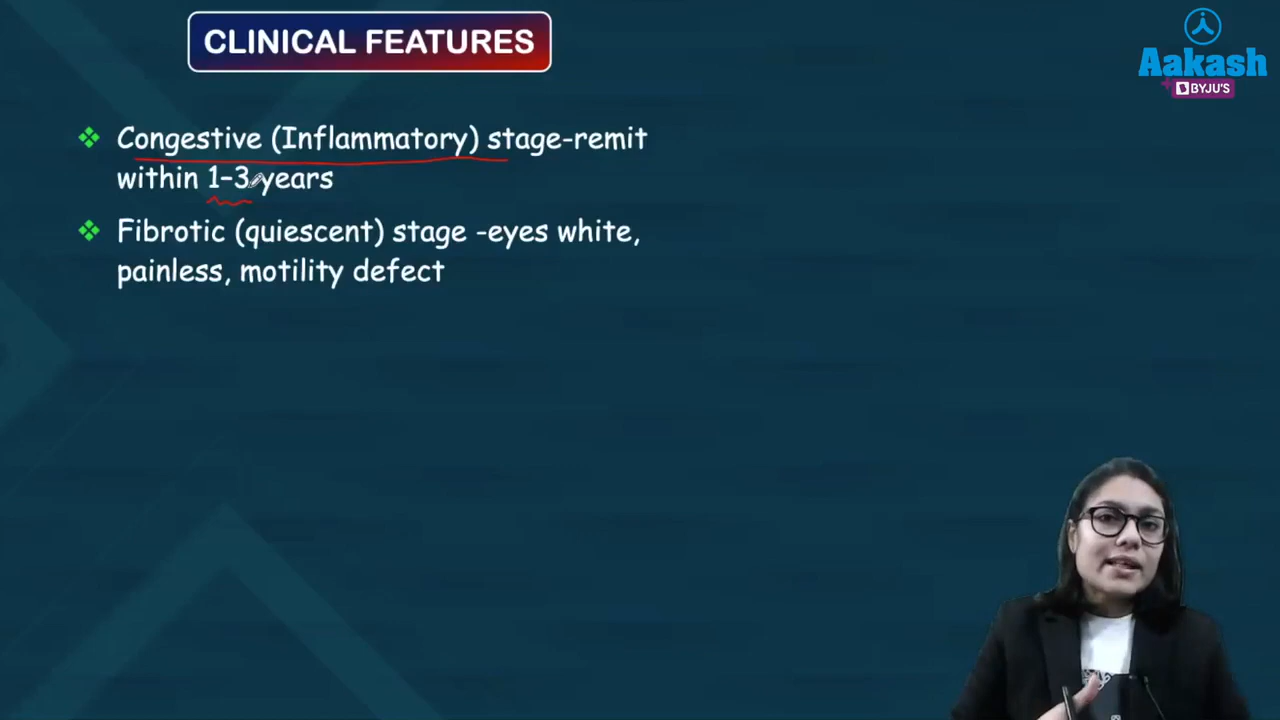 CLINICAL FEATURES
Aakash
BYJU'S
Congestive (Inflammatory) stage-remit
within 1–3 years
Fibrotic (quiescent) stage -eyes white,
painless, motility defect